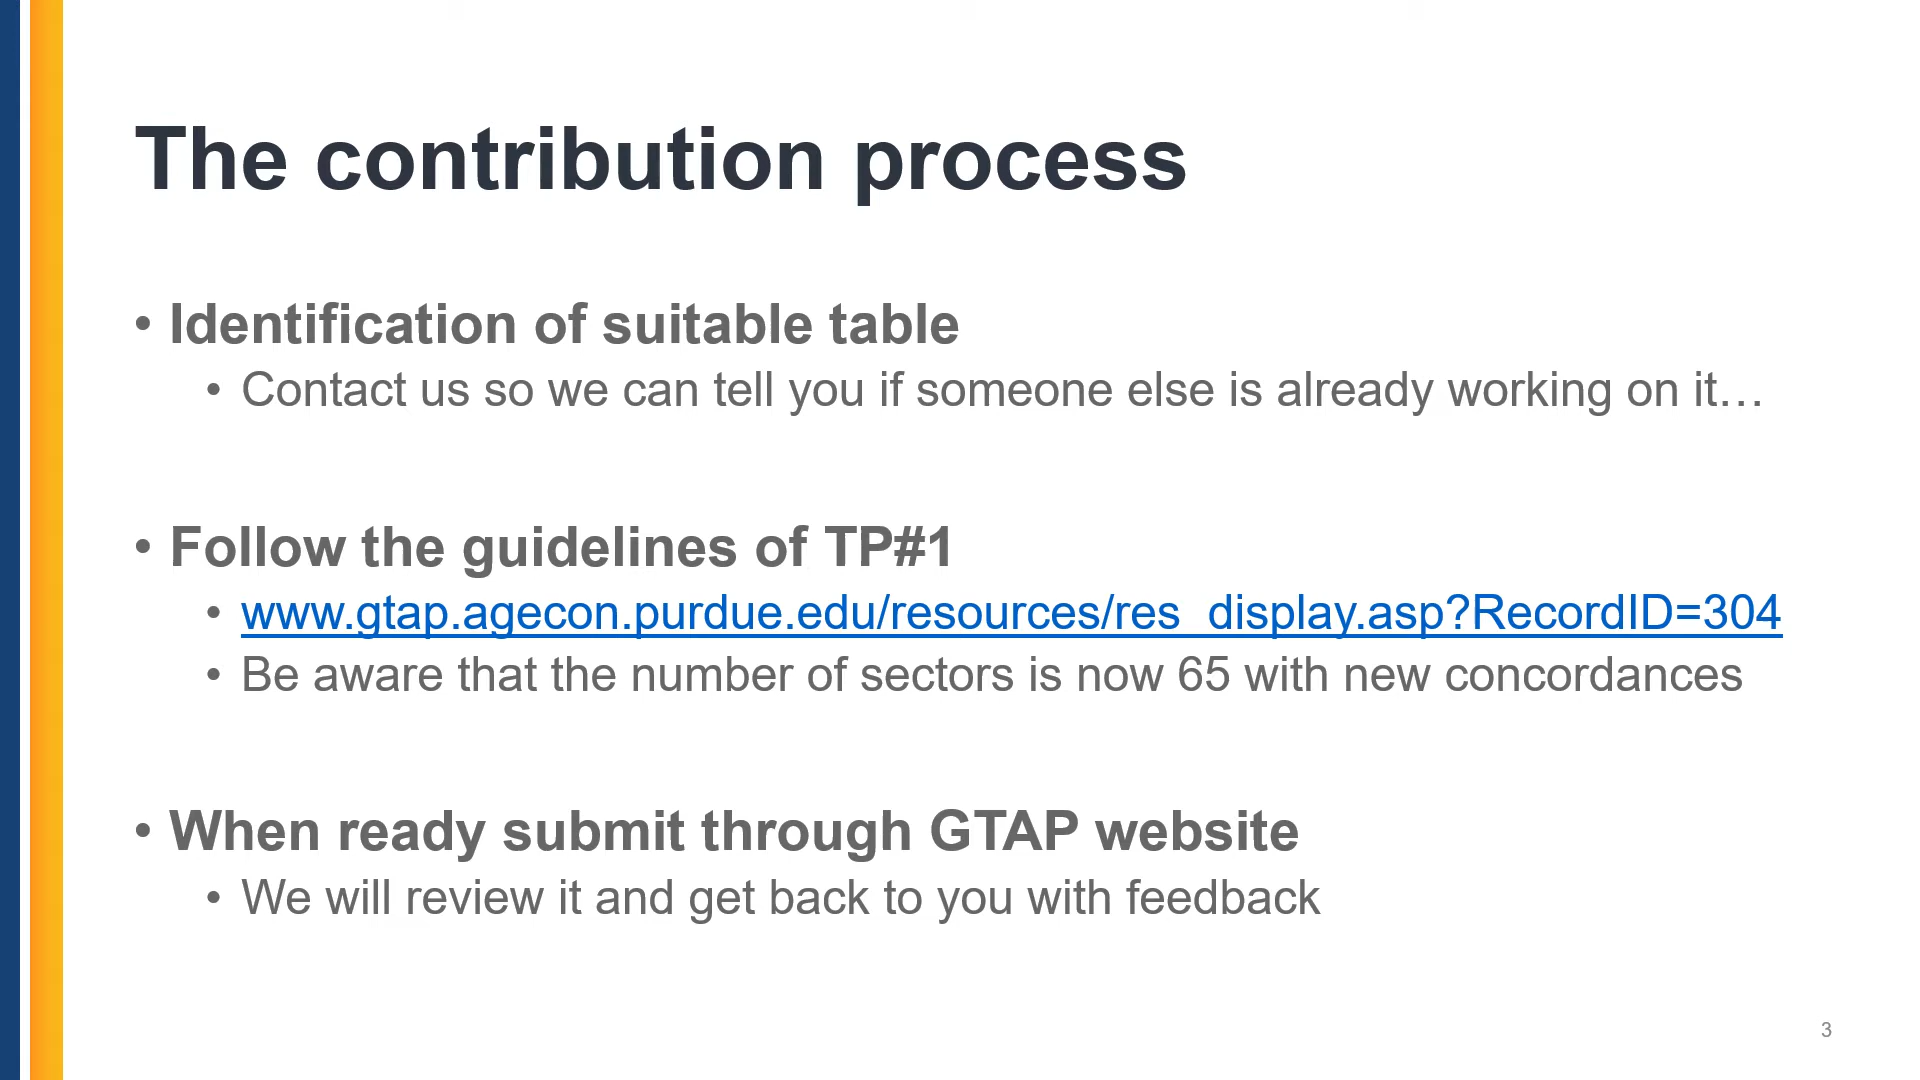 The contribution process
• Identification of suitable table
• Contact us so we can tell you if someone else is already working on it…
• Follow the guidelines of TP#1
• www.gtap.agecon.purdue.edu/resources/res_display.asp?RecordID=304
• Be aware that the number of sectors is now 65 with new concordances
• When ready submit through GTAP website
• We will review it and get back to you with feedback
3